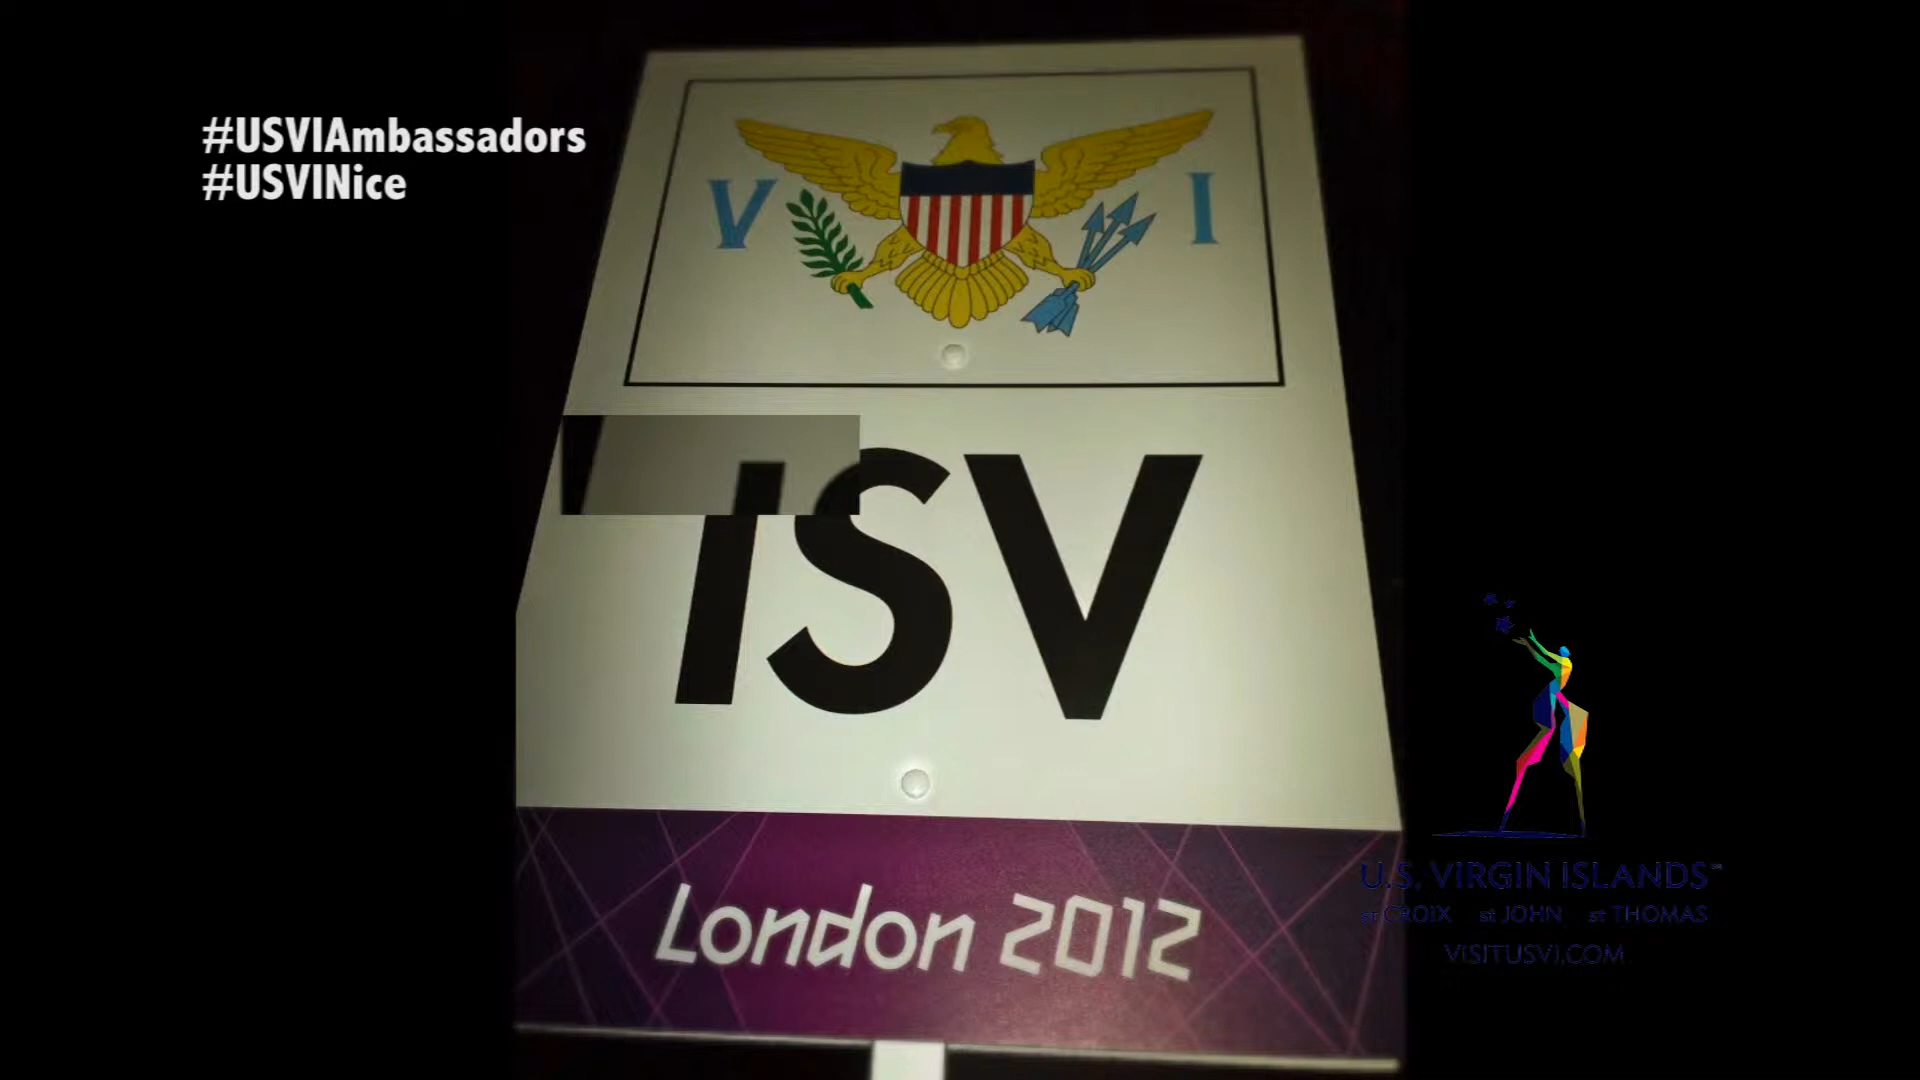 #USVIAmbassadors
#USVINice
V I
ISV
London 2012
U.S. VIRGIN ISLANDS™
st CROIX st JOHN st THOMAS
VISITUSVI.COM